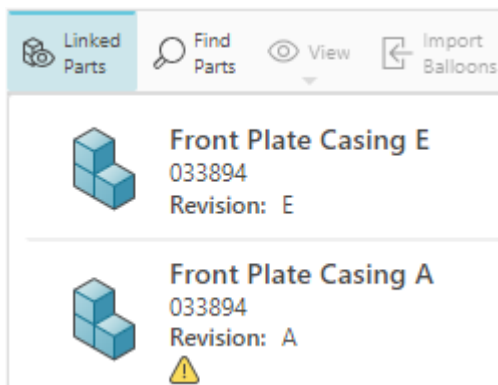 Linked
Parts
Find
Parts
View
Import
Balloons
Front Plate Casing E
033894
Revision: E
Front Plate Casing A
033894
Revision: A